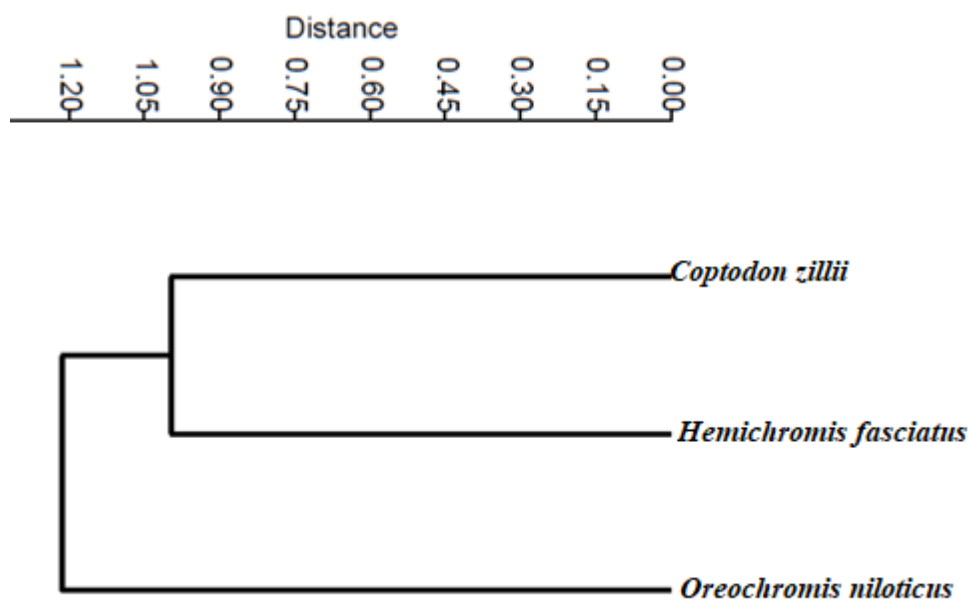 Distance
1.20 1.05 0.90 0.75 0.60 0.45 0.30 0.15 0.00
Coptodon zillii
Hemichromis fasciatus
Oreochromis niloticus